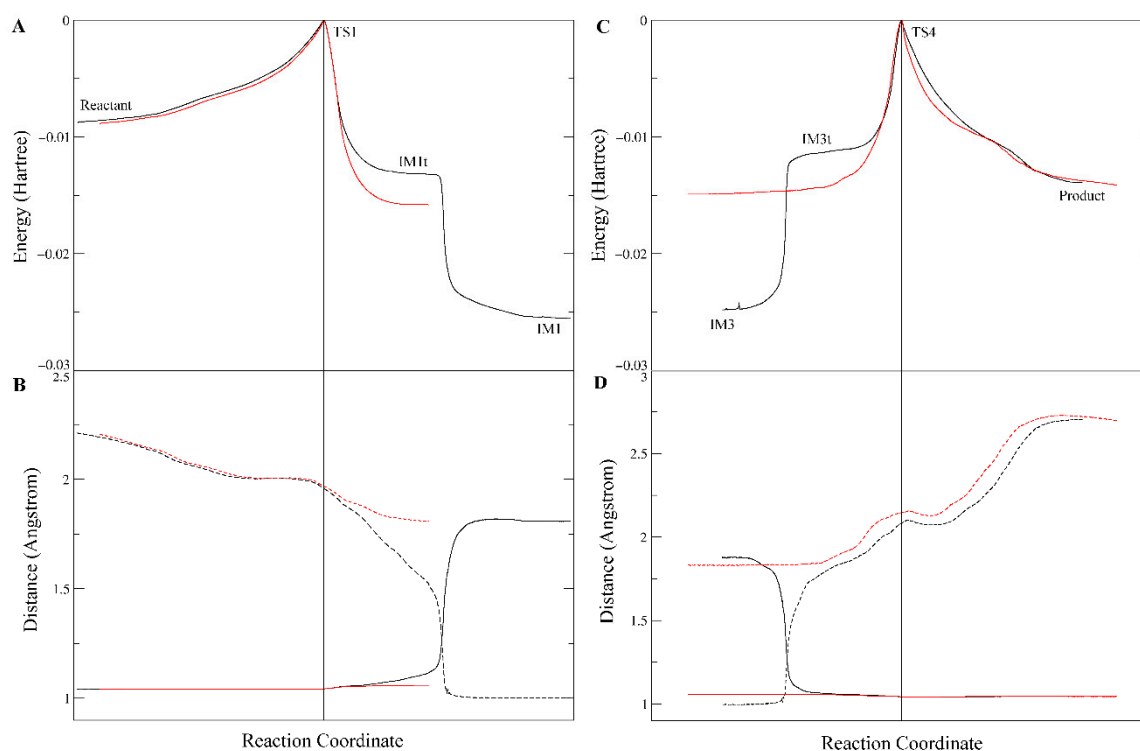 A
0
TS1
Reactant
−0.01
IM1t
Energy (Hartree)
−0.02
IM1
−0.03
B
2.5
2
Distance (Angstrom)
1.5
1
Reaction Coordinate
C
0
TS4
−0.01
IM3t
Energy (Hartree)
Product
−0.02
IM3
−0.03
D
3
2.5
2
Distance (Angstrom)
1.5
1
Reaction Coordinate